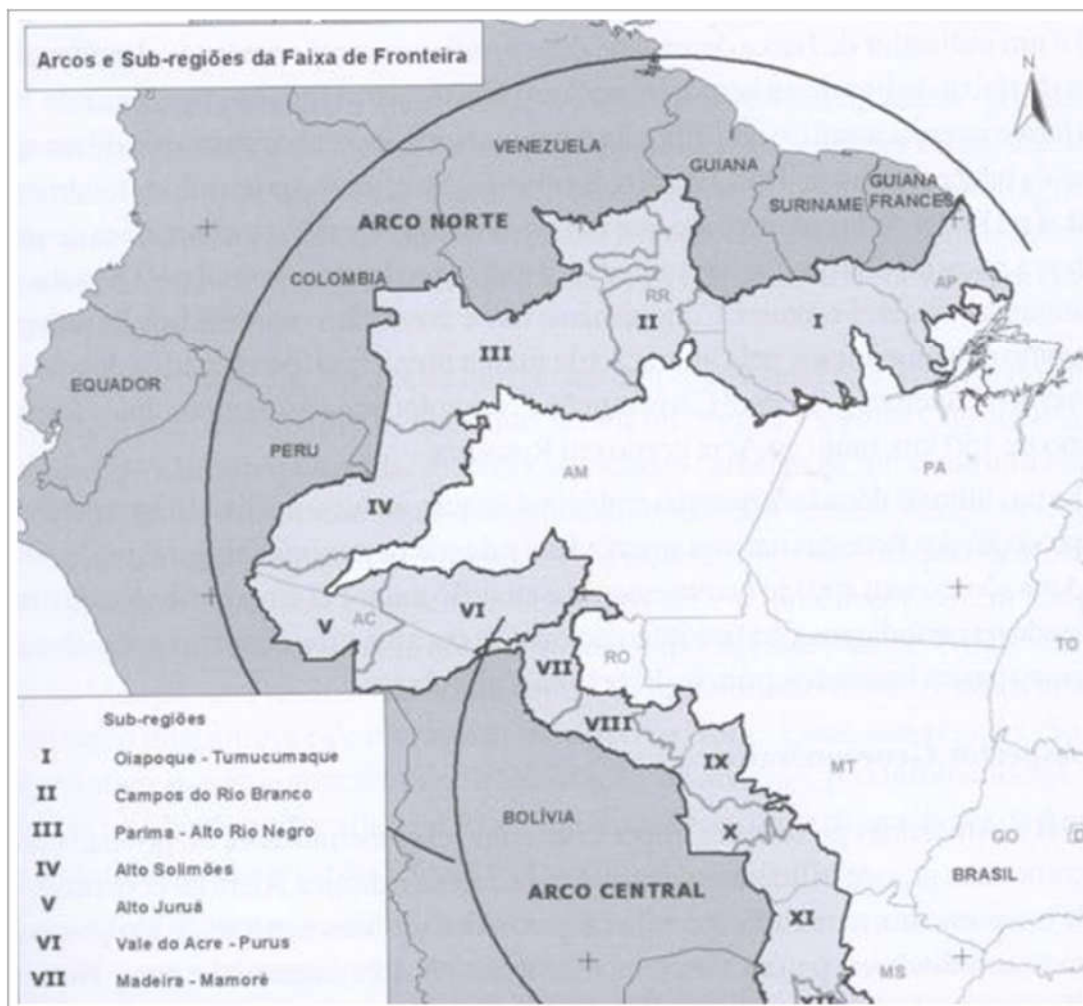 Arcos e Sub-regiões da Faixa de Fronteira
N
VENEZUELA
GUIANA
SURINAME
GUIANA
FRANCES
ARCO NORTE
COLOMBIA
RR
II
I
AP
III
EQUADOR
PERU
AM
PA
IV
V
AC
VI
VII
RO
TO
VIII
IX
MT
BOLÍVIA
X
GO
BRASIL
ARCO CENTRAL
XI
MS
Sub-regiões
I Oiapoque - Tumucumaque
II Campos do Rio Branco
III Parima - Alto Rio Negro
IV Alto Solimões
V Alto Juruá
VI Vale do Acre - Purus
VII Madeira - Mamoré